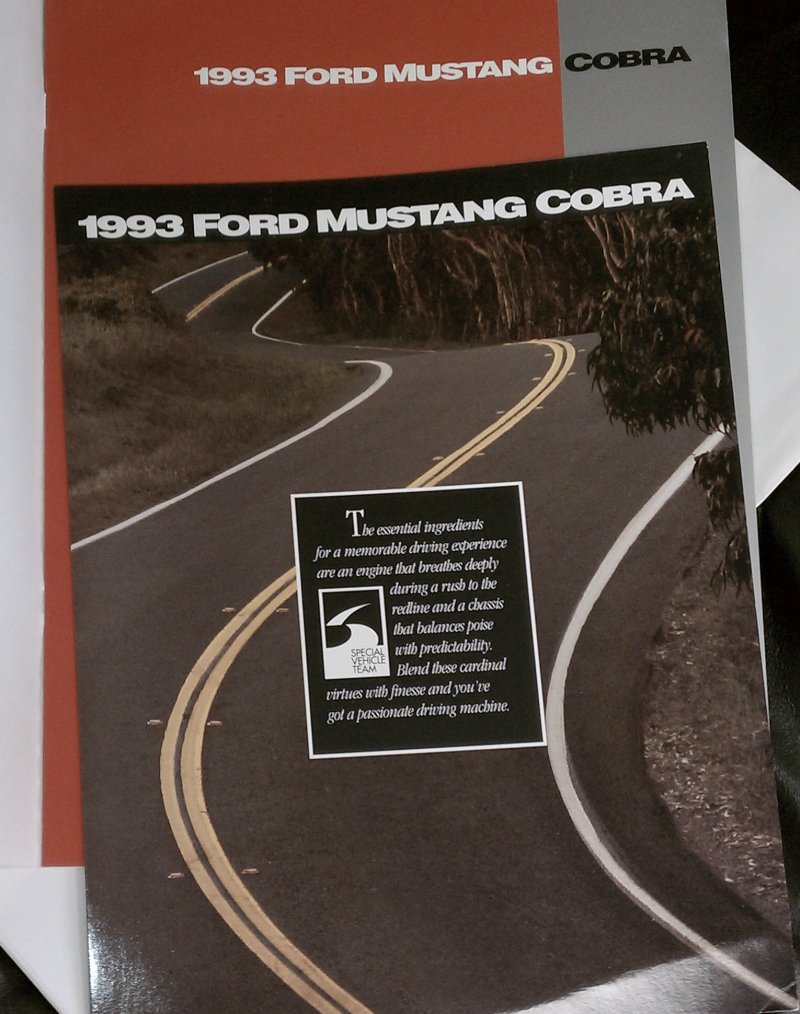 1993 FORD MUSTANG COBRA
1993 FORD MUSTANG COBRA
The essential ingredients
for a memorable driving experience
are an engine that breathes deeply
during a rush to the
redline and a chassis
that balances poise
with predictability.
Blend these cardinal
virtues with finesse and you've
got a passionate driving machine.
SPECIAL
VEHICLE
TEAM